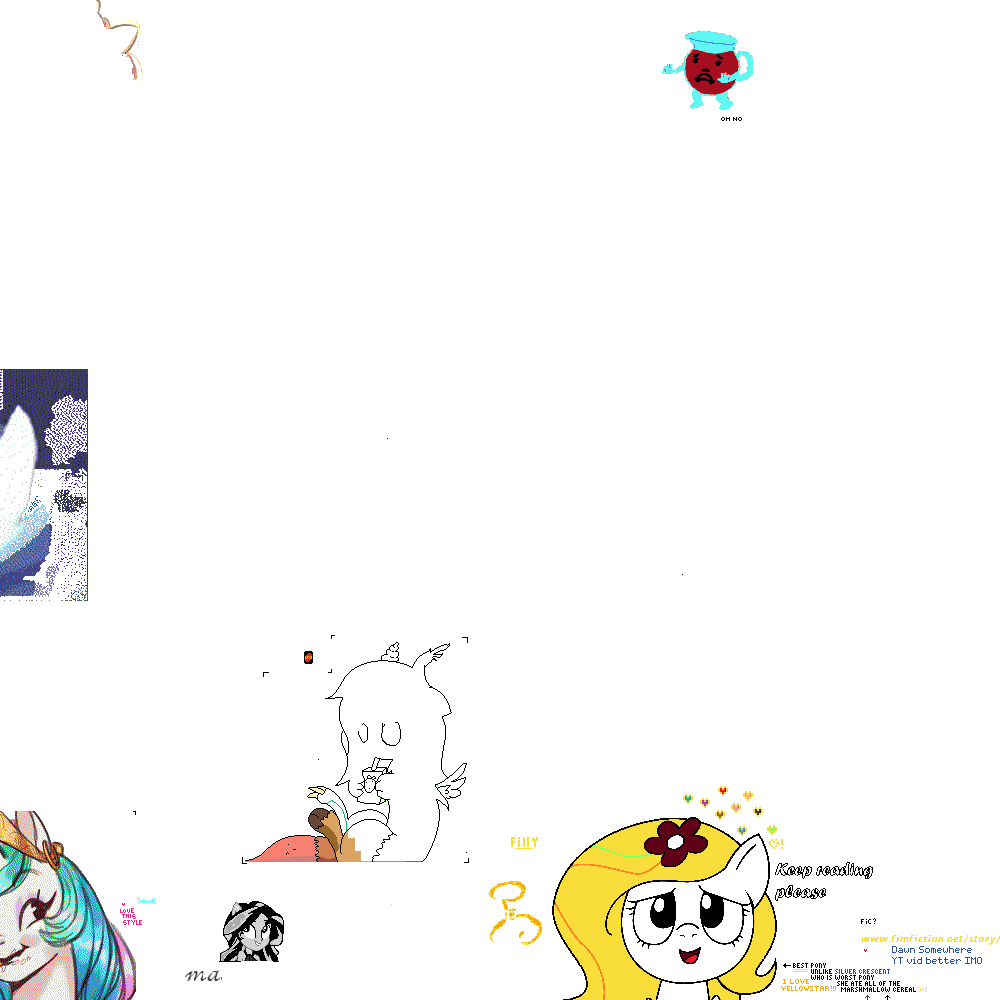 OH NO
FiLLY
Keep reading
please
Same
LOVE
THIS
STYLE
FiC?
www.fimfiction.net/story/
Dawn Somewhere
YT vid better IMO
BEST PONY
UNLIKE SILVER CRESCENT
WHO IS WORST PONY
I LOVE
YELLOWSTAR!!!
SHE ATE ALL OF THE
MARSHMALLOW CEREAL
ma